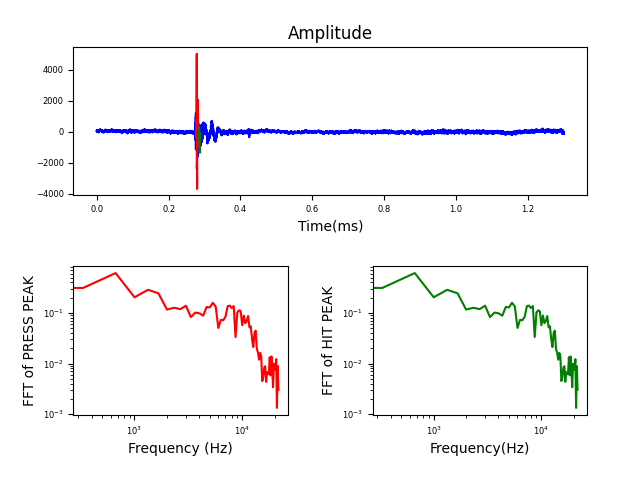 Amplitude
4000
2000
0
−2000
−4000
0.0 0.2 0.4 0.6 0.8 1.0 1.2
Time(ms)
FFT of PRESS PEAK
10⁻¹
10⁻²
10⁻³
10³ 10⁴
Frequency (Hz)
FFT of HIT PEAK
10⁻¹
10⁻²
10⁻³
10³ 10⁴
Frequency(Hz)